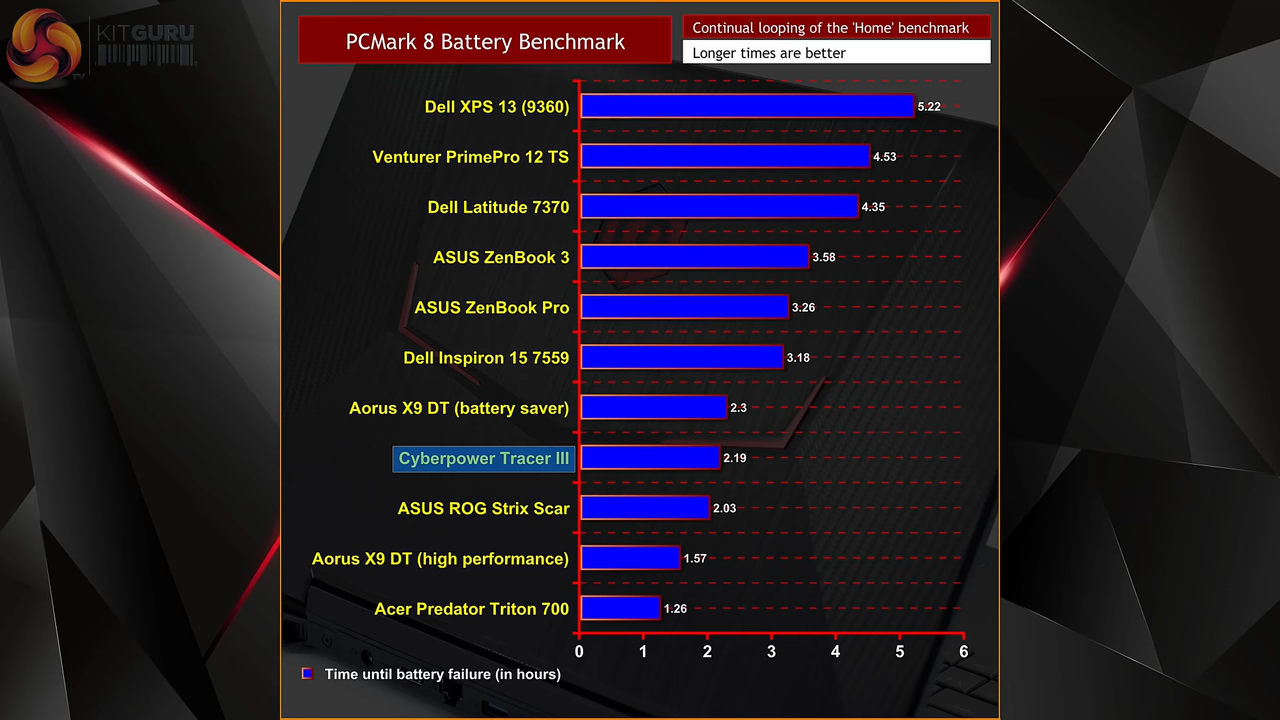 KITGURU
TV
PCMark 8 Battery Benchmark
Continual looping of the 'Home' benchmark
Longer times are better
Dell XPS 13 (9360) 5.22
Venturer PrimePro 12 TS 4.53
Dell Latitude 7370 4.35
ASUS ZenBook 3 3.58
ASUS ZenBook Pro 3.26
Dell Inspiron 15 7559 3.18
Aorus X9 DT (battery saver) 2.3
Cyberpower Tracer III 2.19
ASUS ROG Strix Scar 2.03
Aorus X9 DT (high performance) 1.57
Acer Predator Triton 700 1.26
0 1 2 3 4 5 6
Time until battery failure (in hours)